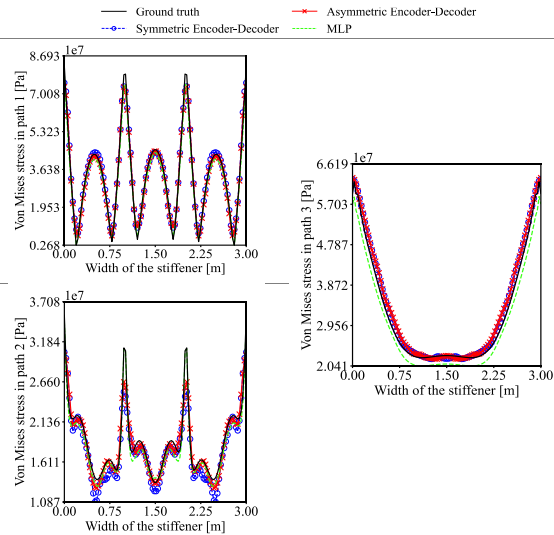 Ground truth
Asymmetric Encoder-Decoder
Symmetric Encoder-Decoder
MLP
1e7
8.693
7.008
5.323
3.638
1.953
0.268
Von Mises stress in path 1 [Pa]
0.00 0.75 1.50 2.25 3.00
Width of the stiffener [m]
1e7
3.708
3.184
2.660
2.136
1.611
1.087
Von Mises stress in path 2 [Pa]
0.00 0.75 1.50 2.25 3.00
Width of the stiffener [m]
1e7
6.619
5.703
4.787
3.872
2.956
2.041
Von Mises stress in path 3 [Pa]
0.00 0.75 1.50 2.25 3.00
Width of the stiffener [m]